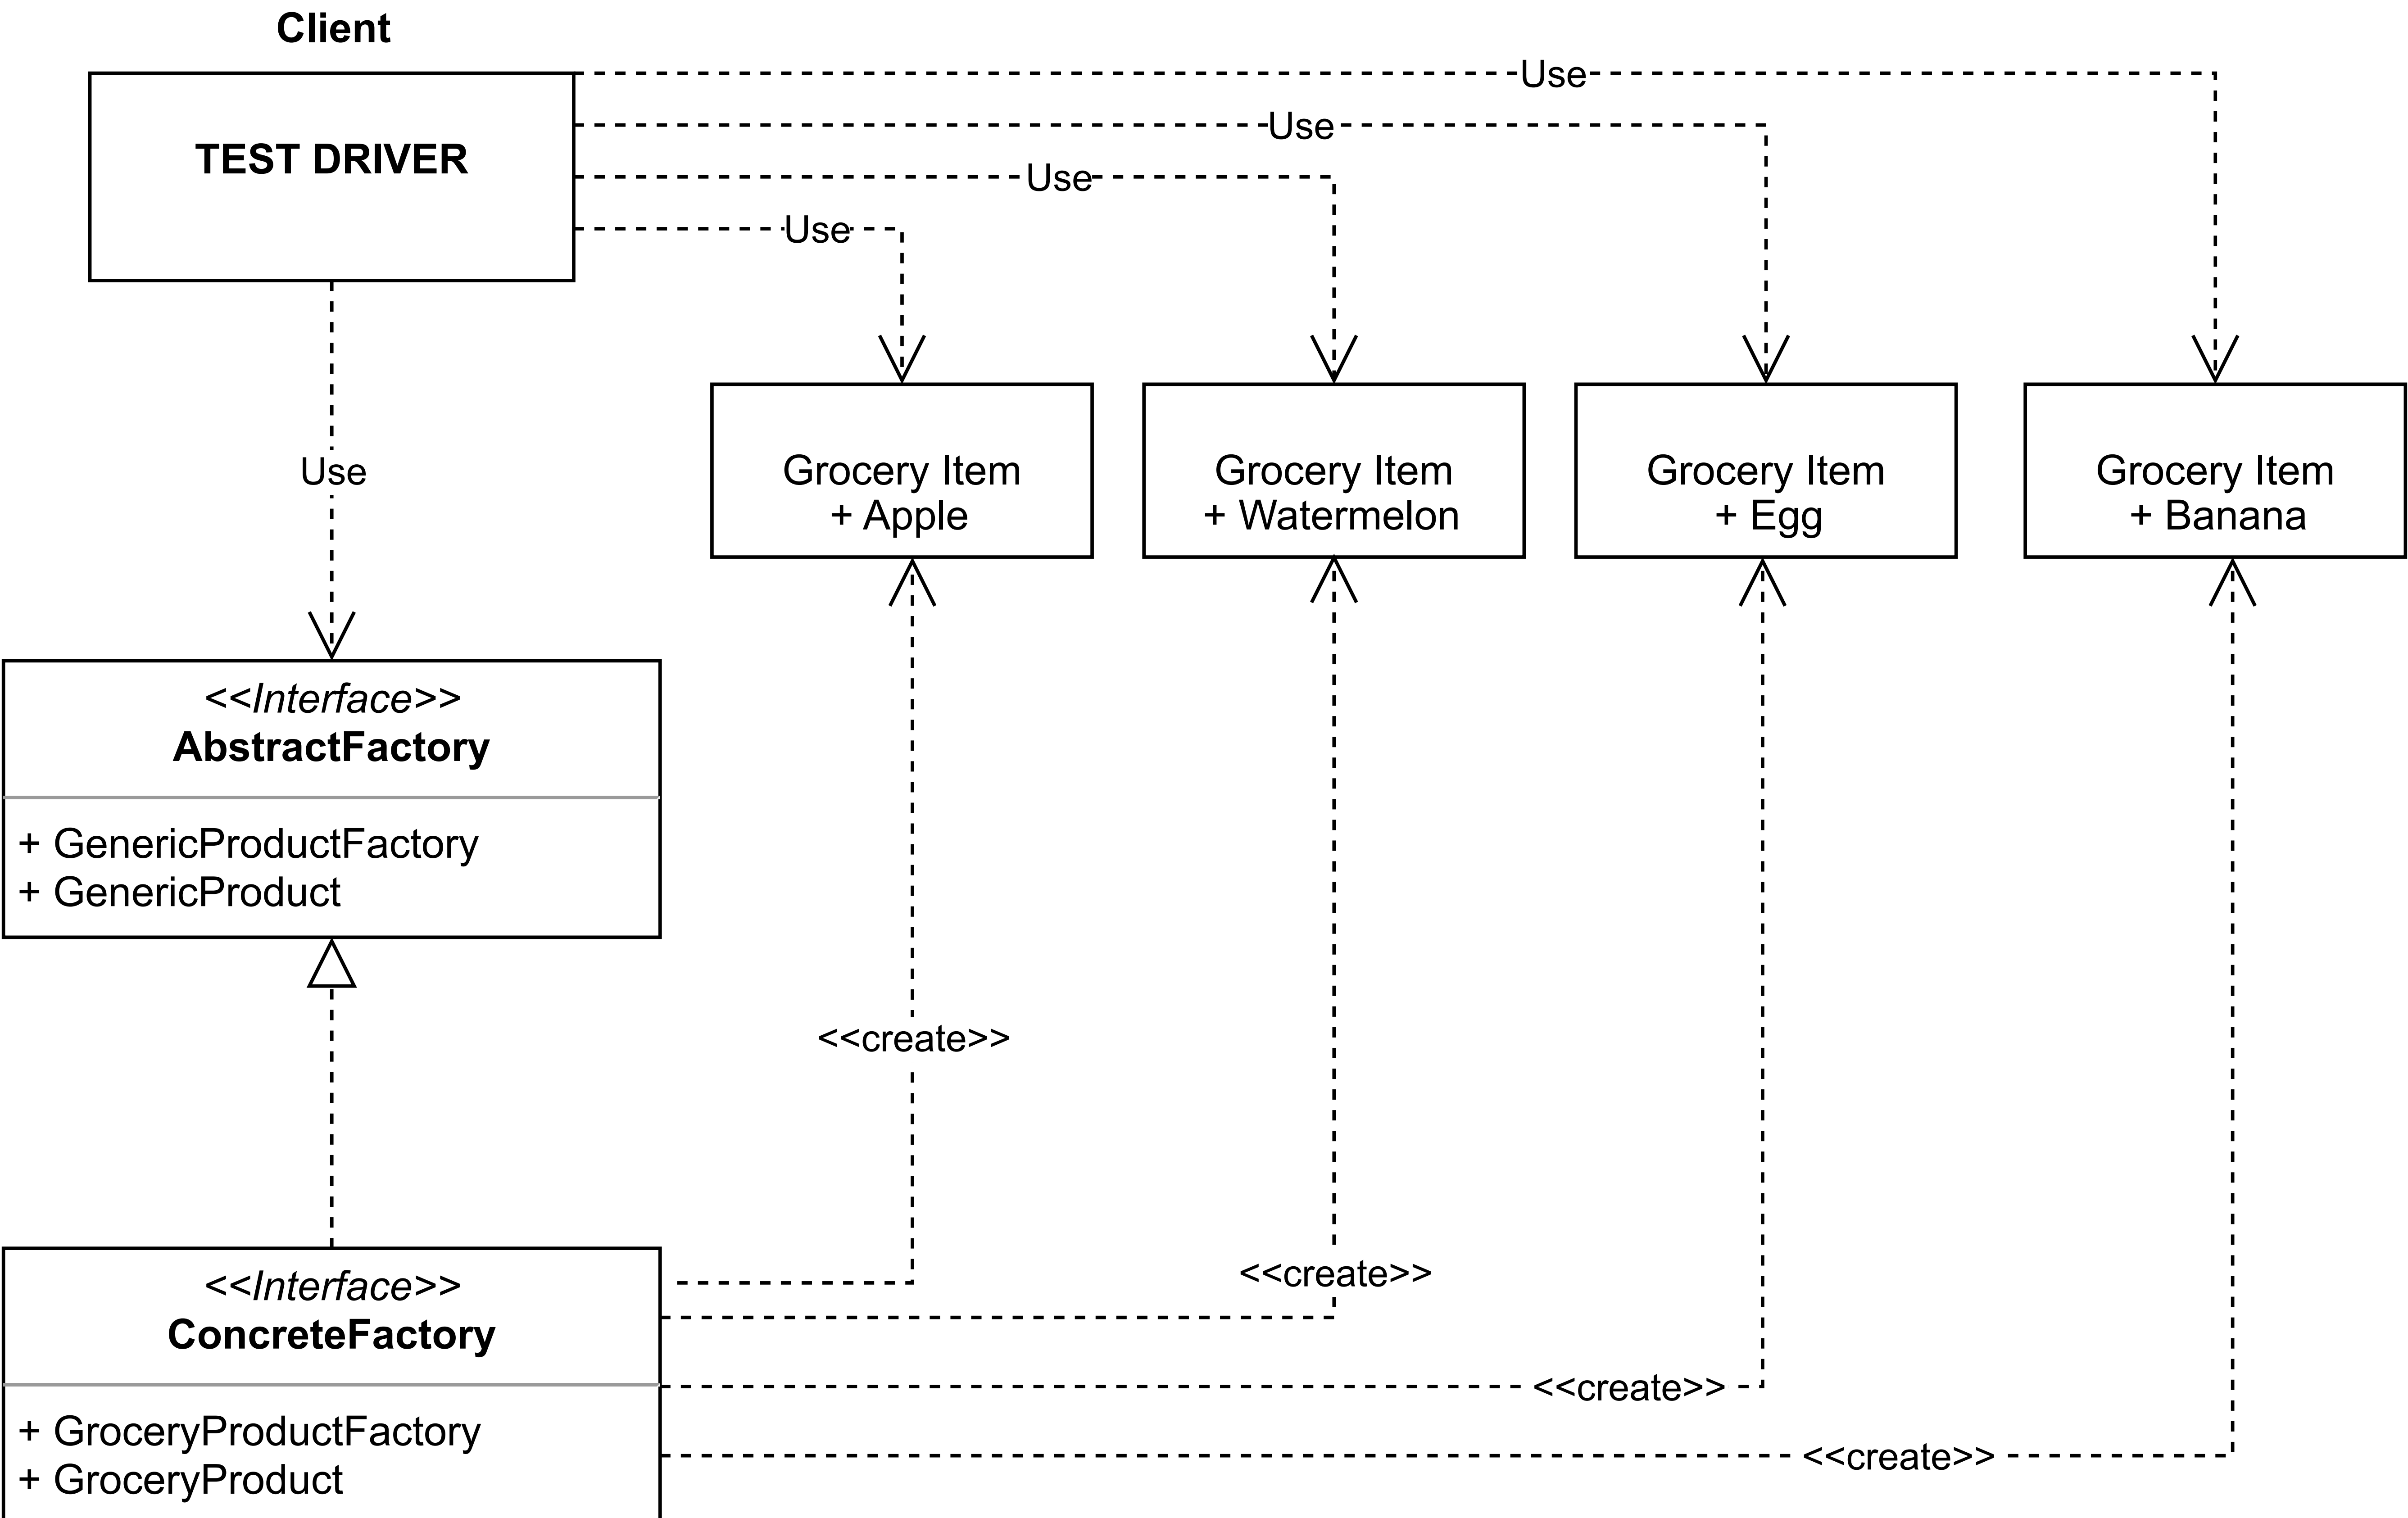 Client
TEST DRIVER
Use
Use
Use
Use
Use
Grocery Item
+ Apple
Grocery Item
+ Watermelon
Grocery Item
+ Egg
Grocery Item
+ Banana
<<Interface>>
AbstractFactory
+ GenericProductFactory
+ GenericProduct
<<create>>
<<create>>
<<create>>
<<create>>
<<Interface>>
ConcreteFactory
+ GroceryProductFactory
+ GroceryProduct